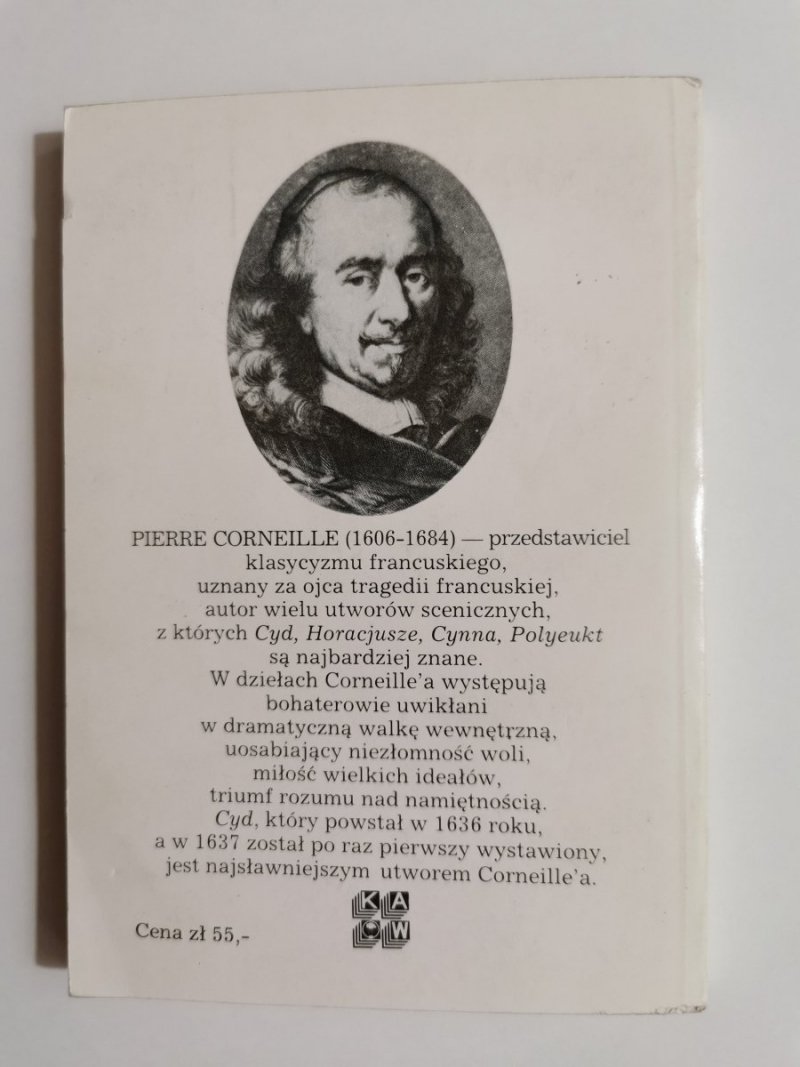 PIERRE CORNEILLE (1606-1684) — przedstawiciel
klasycyzmu francuskiego,
uznany za ojca tragedii francuskiej,
autor wielu utworów scenicznych,
z których Cyd, Horacjusze, Cynna, Polyeukt
są najbardziej znane.
W dziełach Corneille'a występują
bohaterowie uwikłani
w dramatyczną walkę wewnętrzną,
uosabiający niezłomność woli,
miłość wielkich ideałów,
triumf rozumu nad namiętnością.
Cyd, który powstał w 1636 roku,
a w 1637 został po raz pierwszy wystawiony,
jest najsławniejszym utworem Corneille'a.
K A
W
Cena zł 55,-